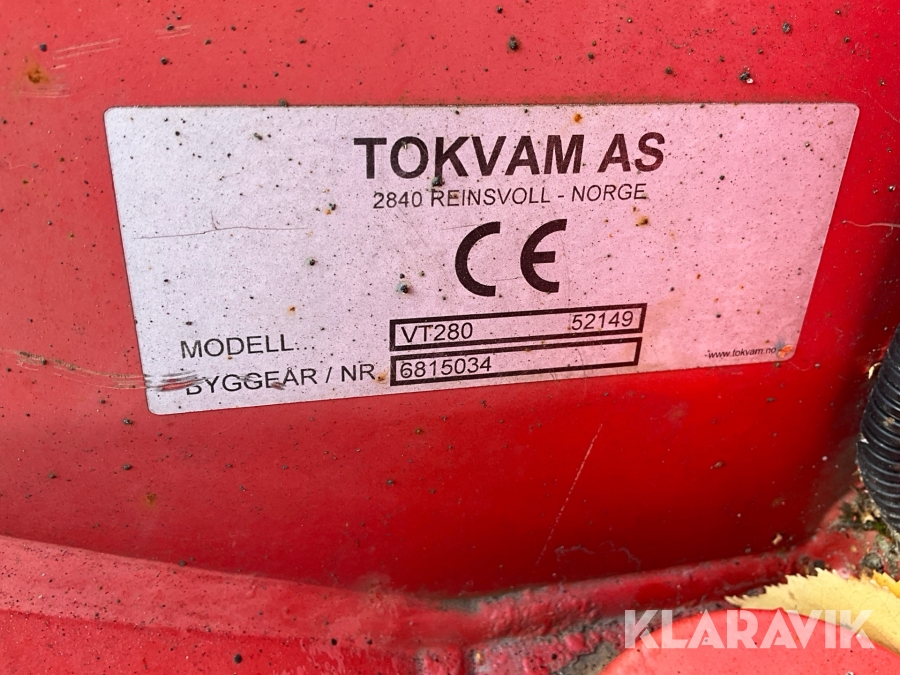 TOKVAM AS
2840 REINSVOLL - NORGE
CE
MODELL... VT280 52149
BYGGEÅR / NR. 6815034
www.tokvam.no
KLARAVIK